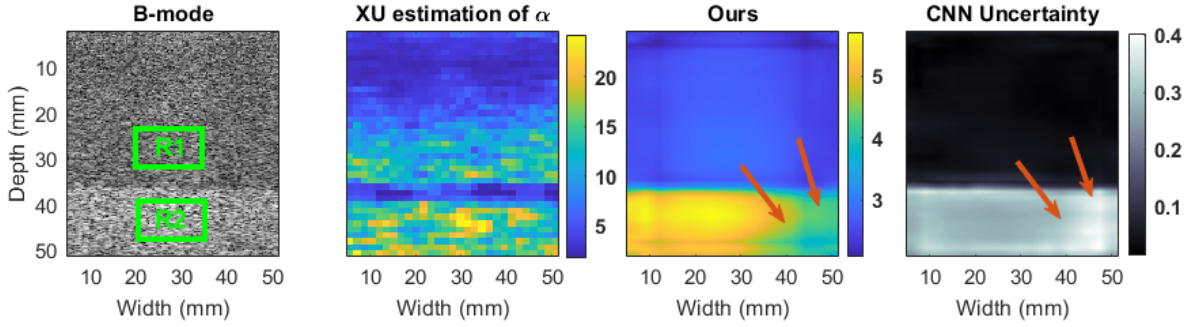 B-mode
XU estimation of α
Ours
CNN Uncertainty
Depth (mm)
10
20
30
40
50
R1
R2
10 20 30 40 50
Width (mm)
20
15
10
5
10 20 30 40 50
Width (mm)
5
4
3
10 20 30 40 50
Width (mm)
0.4
0.3
0.2
0.1
10 20 30 40 50
Width (mm)